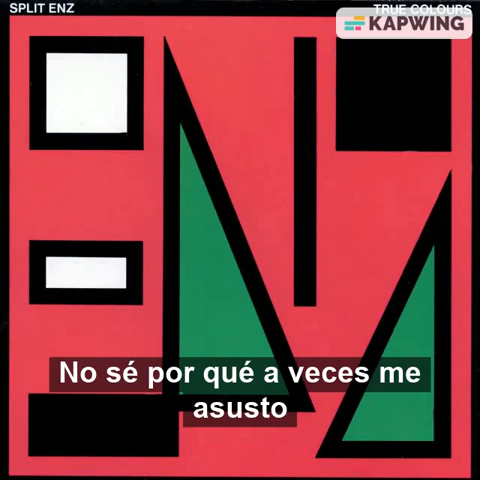 SPLIT ENZ
TRUE COLOURS
KAPWING
No sé por qué a veces me
asusto